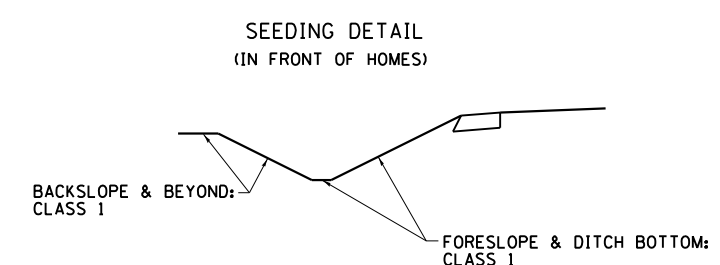 SEEDING DETAIL
(IN FRONT OF HOMES)
BACKSLOPE & BEYOND:
CLASS 1
FORESLOPE & DITCH BOTTOM:
CLASS 1